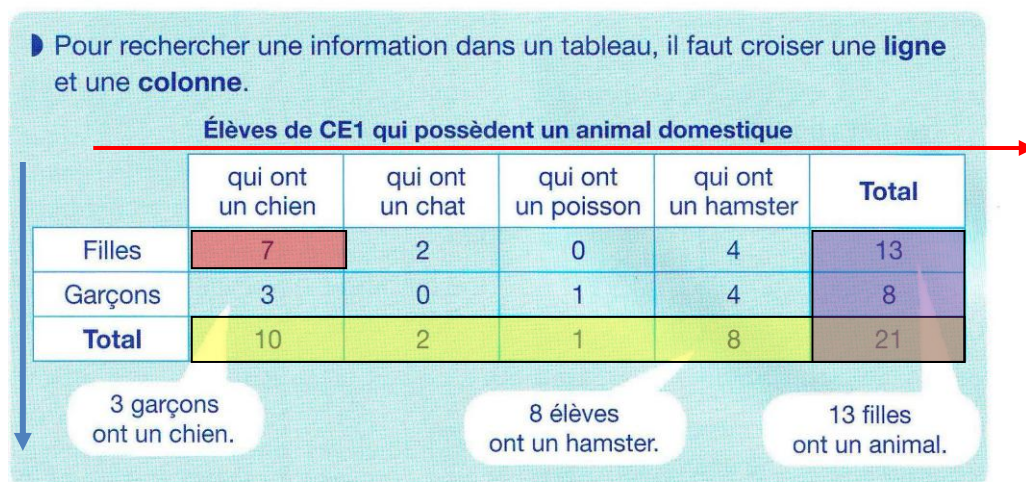 Pour rechercher une information dans un tableau, il faut croiser une ligne
et une colonne.
Élèves de CE1 qui possèdent un animal domestique
qui ont un chien qui ont un chat qui ont un poisson qui ont un hamster Total
Filles 7 2 0 4 13
Garçons 3 0 1 4 8
Total 10 2 1 8 21
3 garçons
ont un chien.
8 élèves
ont un hamster.
13 filles
ont un animal.